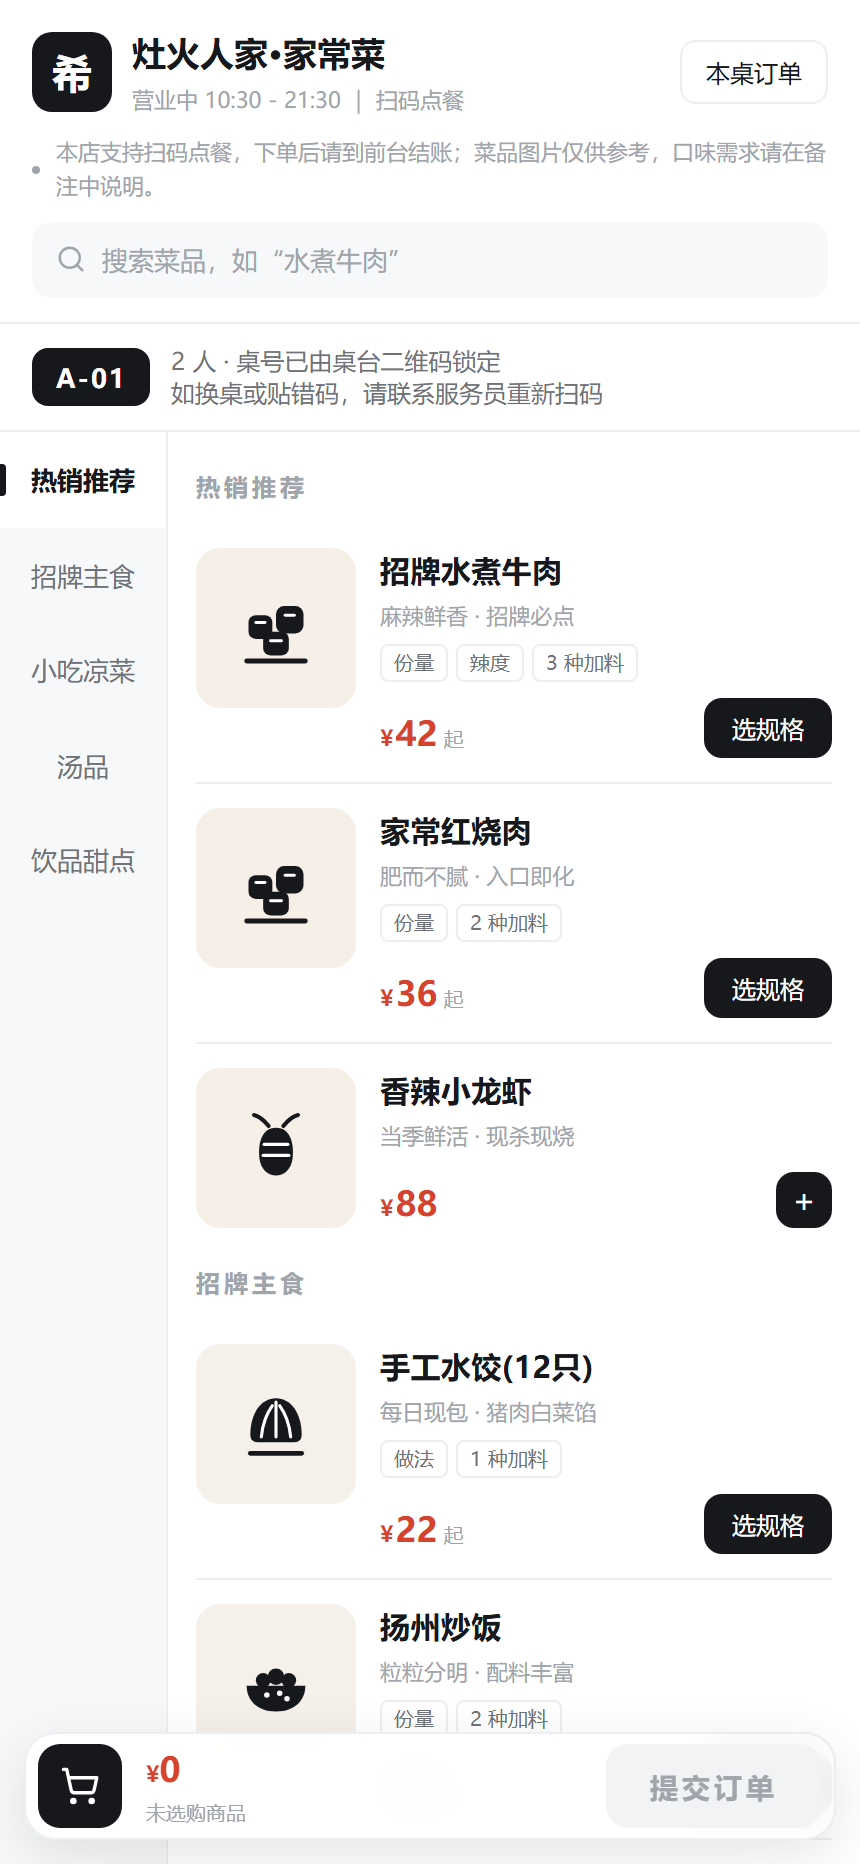 希
灶火人家·家常菜
营业中 10:30 - 21:30 | 扫码点餐
本桌订单
本店支持扫码点餐，下单后请到前台结账；菜品图片仅供参考，口味需求请在备
注中说明。
搜索菜品，如“水煮牛肉”
A-01
2 人 · 桌号已由桌台二维码锁定
如换桌或贴错码，请联系服务员重新扫码
热销推荐
招牌主食
小吃凉菜
汤品
饮品甜点
热销推荐
招牌水煮牛肉
麻辣鲜香 · 招牌必点
份量 辣度 3 种加料
¥42 起
选规格
家常红烧肉
肥而不腻 · 入口即化
份量 2 种加料
¥36 起
选规格
香辣小龙虾
当季鲜活 · 现杀现烧
¥88
+
招牌主食
手工水饺(12只)
每日现包 · 猪肉白菜馅
做法 1 种加料
¥22 起
选规格
扬州炒饭
粒粒分明 · 配料丰富
份量 2 种加料
¥0
未选购商品
提交订单